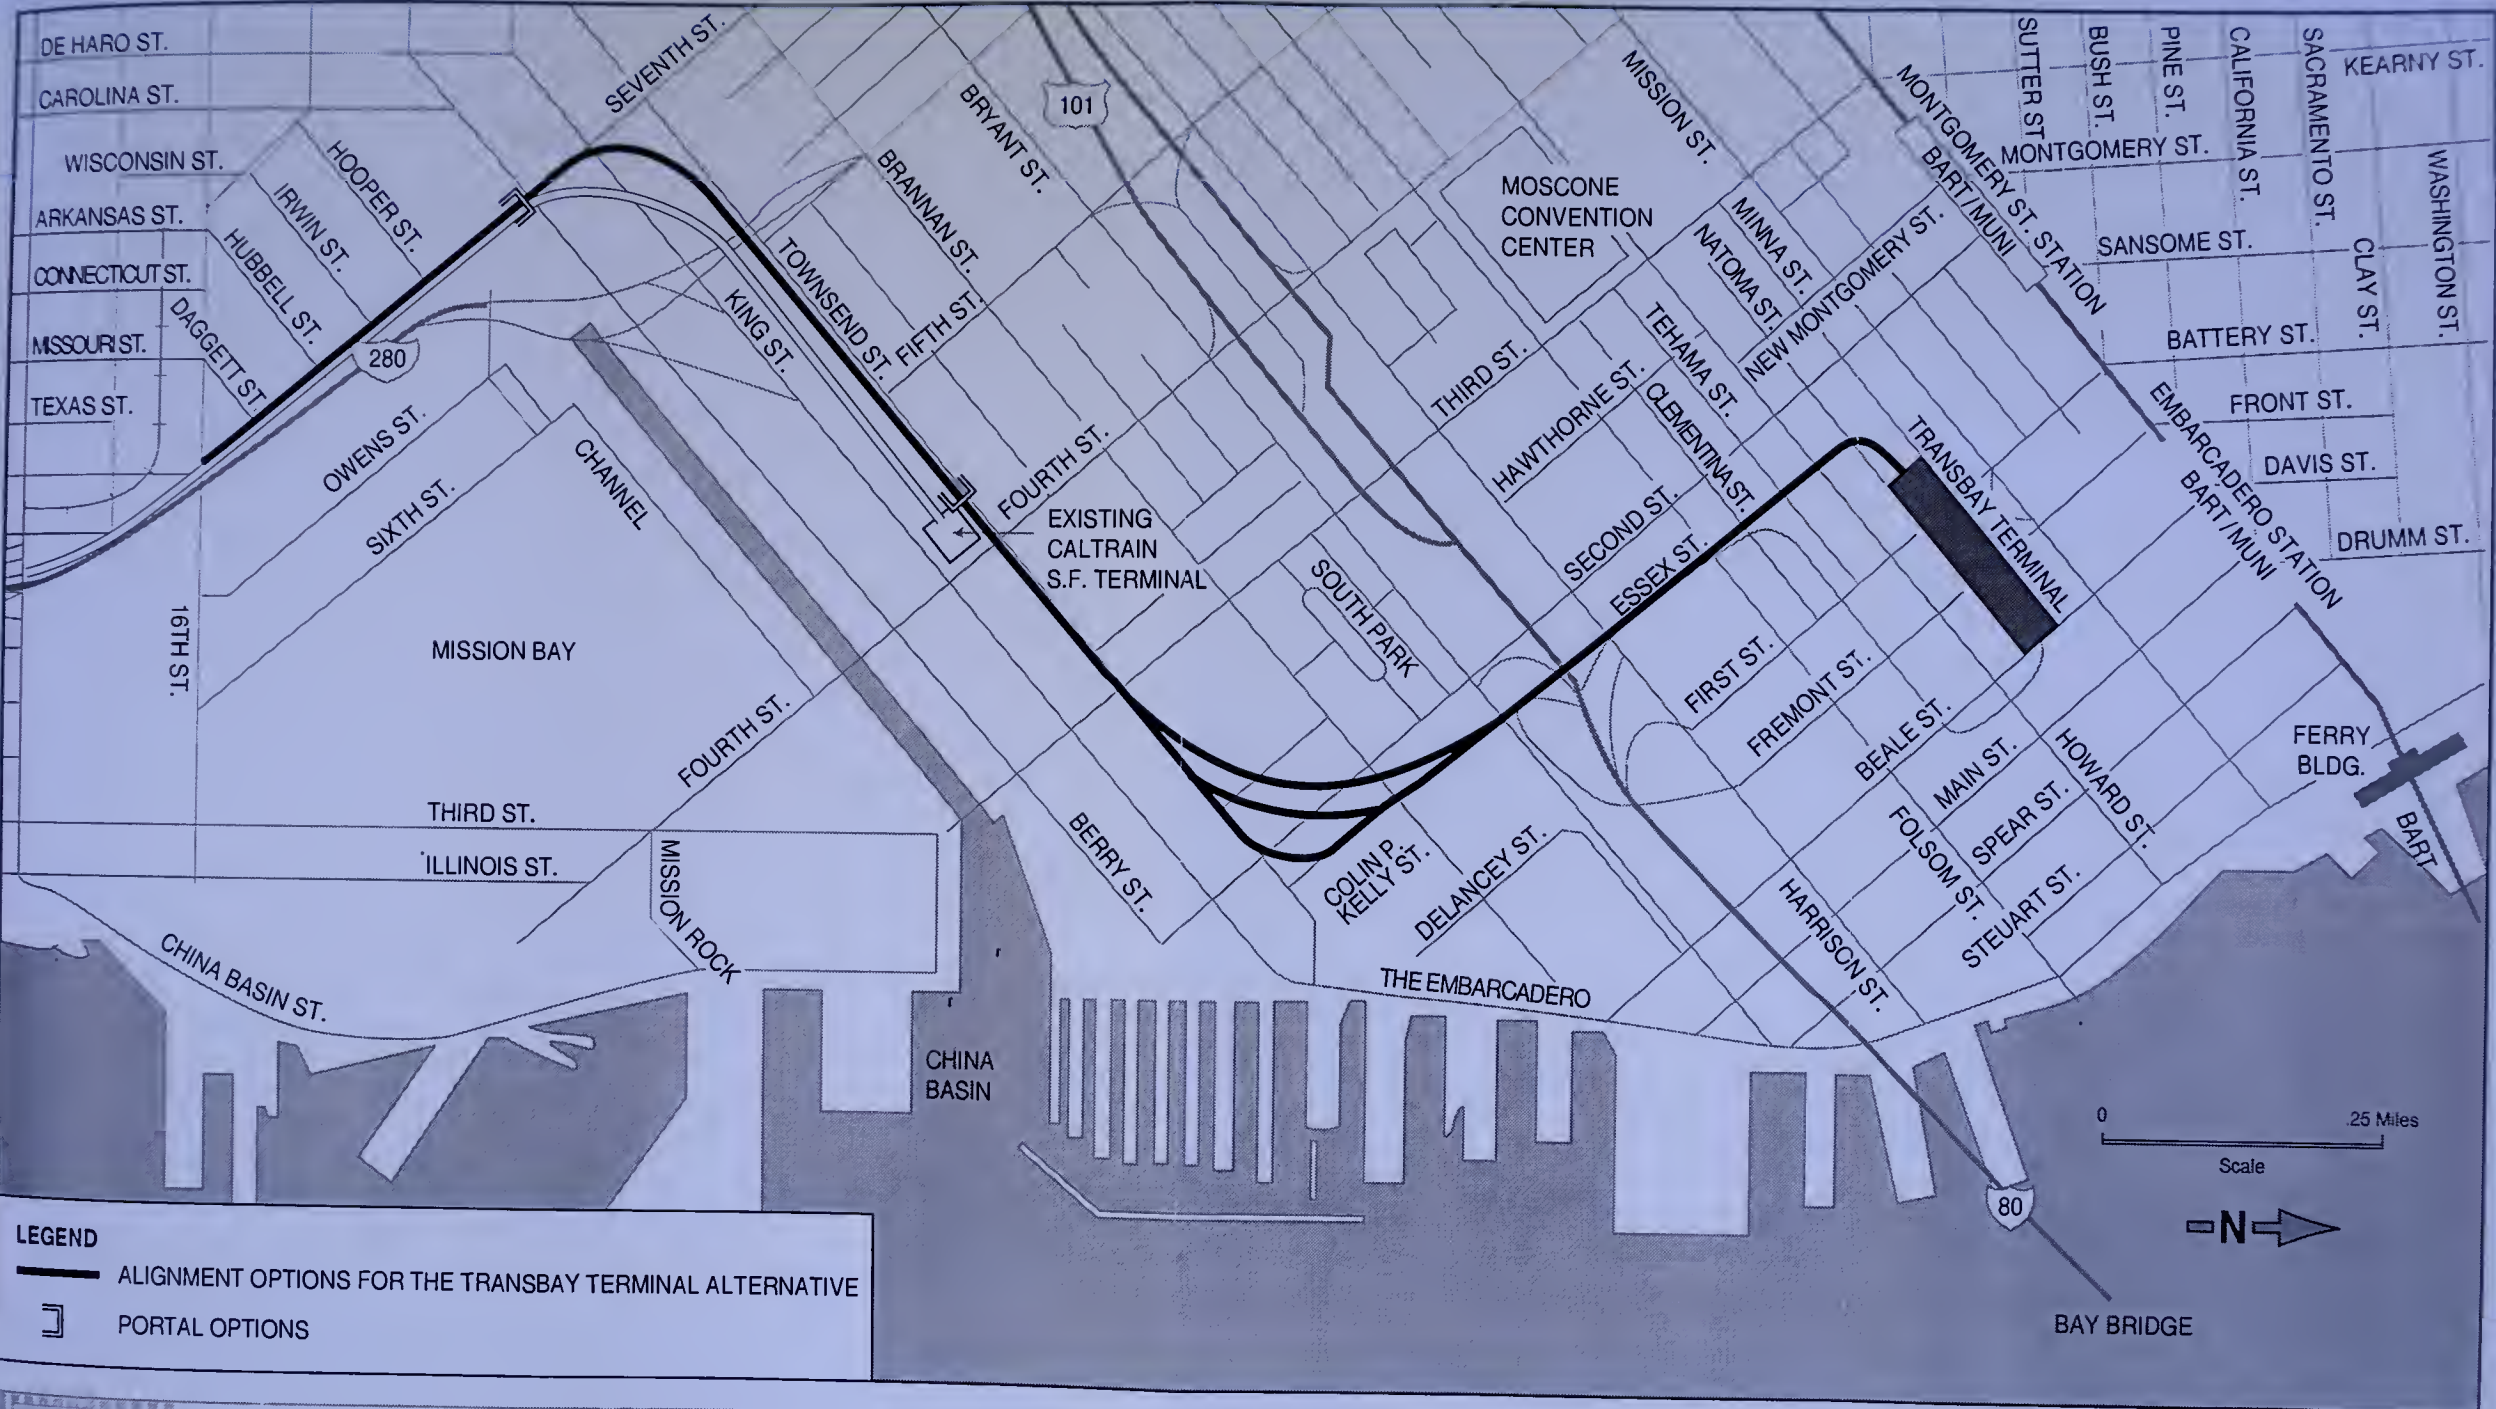 DE HARO ST.
CAROLINA ST.
WISCONSIN ST.
ARKANSAS ST.
CONNECTICUT ST.
MISSOURI ST.
TEXAS ST.
HOOPER ST.
IRWIN ST.
HUBBELL ST.
DAGGETT ST.
SEVENTH ST.
280
OWENS ST.
SIXTH ST.
CHANNEL
16TH ST.
MISSION BAY
FOURTH ST.
THIRD ST.
ILLINOIS ST.
MISSION ROCK
CHINA BASIN ST.
CHINA
BASIN
101
BRYANT ST.
BRANNAN ST.
TOWNSEND ST.
KING ST.
FIFTH ST.
FOURTH ST.
EXISTING
CALTRAIN
S.F. TERMINAL
BERRY ST.
SOUTH PARK
COLIN P.
KELLY ST.
DELANCEY ST.
THE EMBARCADERO
MISSION ST.
MOSCONE
CONVENTION
CENTER
MINNA ST.
NATOMA ST.
NEW MONTGOMERY ST.
TEHAMA ST.
CLEMENTINA ST.
THIRD ST.
HAWTHORNE ST.
SECOND ST.
ESSEX ST.
FIRST ST.
FREMONT ST.
BEALE ST.
MAIN ST.
SPEAR ST.
STEUART ST.
HOWARD ST.
FOLSOM ST.
HARRISON ST.
TRANSBAY TERMINAL
MONTGOMERY ST. STATION
BART/MUNI
EMBARCADERO STATION
BART/MUNI
SUTTER ST.
BUSH ST.
PINE ST.
CALIFORNIA ST.
SACRAMENTO ST.
CLAY ST.
WASHINGTON ST.
KEARNY ST.
MONTGOMERY ST.
SANSOME ST.
BATTERY ST.
FRONT ST.
DAVIS ST.
DRUMM ST.
FERRY
BLDG.
BART
0 .25 Miles
Scale
N
80
BAY BRIDGE
LEGEND
ALIGNMENT OPTIONS FOR THE TRANSBAY TERMINAL ALTERNATIVE
PORTAL OPTIONS